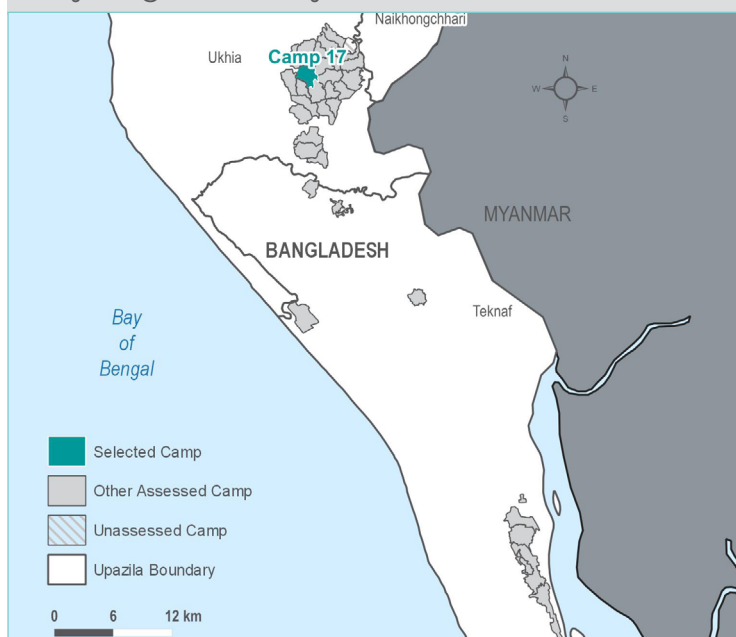 Naikhongchhari
Ukhia
Camp 17
N
W E
S
MYANMAR
BANGLADESH
Teknaf
Bay
of
Bengal
Selected Camp
Other Assessed Camp
Unassessed Camp
Upazila Boundary
0 6 12 km